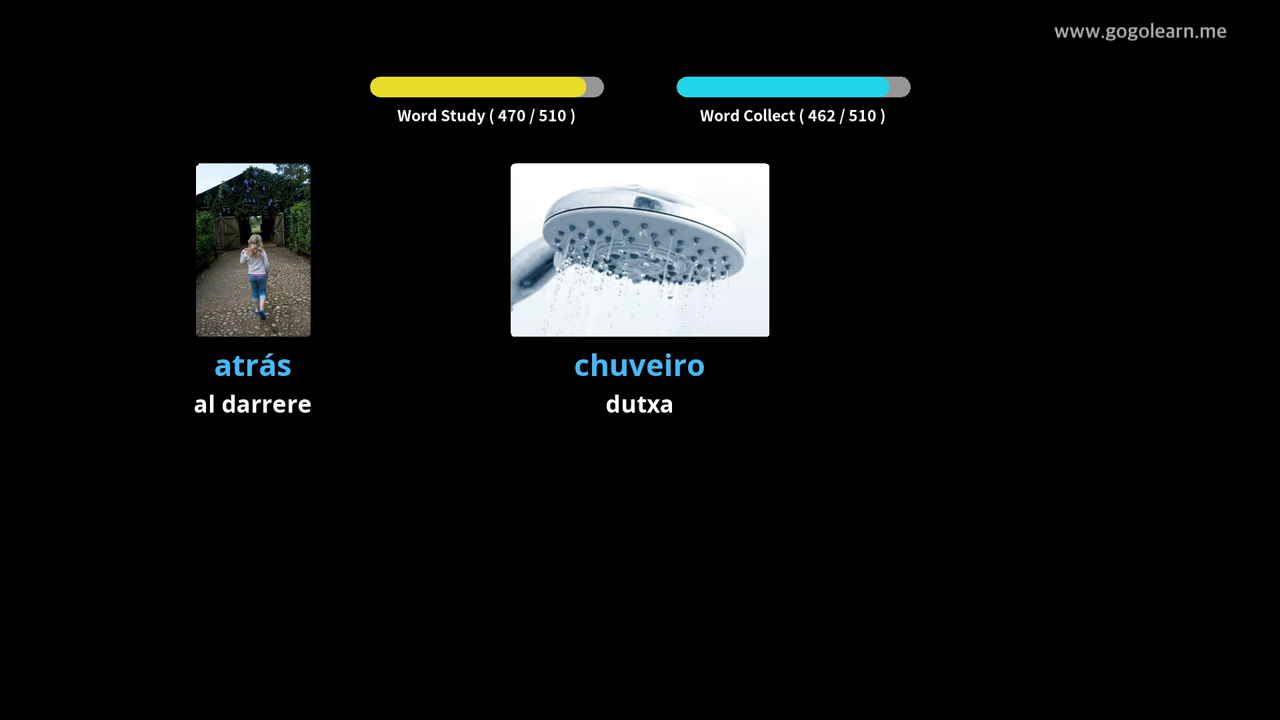 www.gogolearn.me
Word Study ( 470 / 510 )
Word Collect ( 462 / 510 )
atrás
al darrere
chuveiro
dutxa